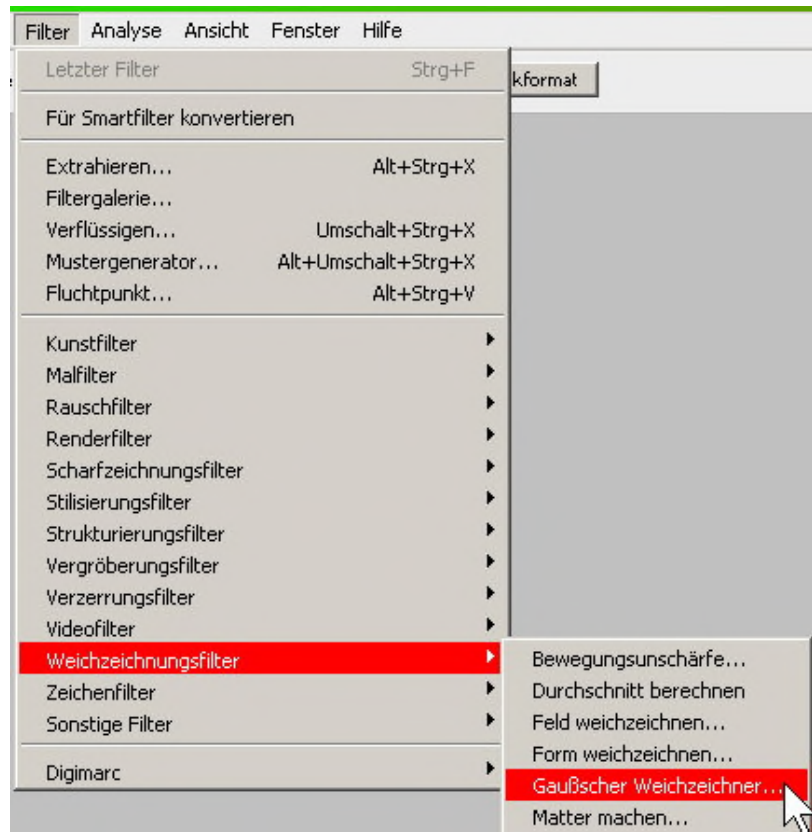 Filter Analyse Ansicht Fenster Hilfe
Letzter Filter Strg+F
kformat
Für Smartfilter konvertieren
Extrahieren... Alt+Strg+X
Filtergalerie...
Verflüssigen... Umschalt+Strg+X
Mustergenerator... Alt+Umschalt+Strg+X
Fluchtpunkt... Alt+Strg+V
Kunstfilter
Malfilter
Rauschfilter
Renderfilter
Scharfzeichnungsfilter
Stilisierungsfilter
Strukturierungsfilter
Vergröberungsfilter
Verzerrungsfilter
Videofilter
Weichzeichnungsfilter
Zeichenfilter
Sonstige Filter
Digimarc
Bewegungsunschärfe...
Durchschnitt berechnen
Feld weichzeichnen...
Form weichzeichnen...
Gaußscher Weichzeichner...
Matter machen...